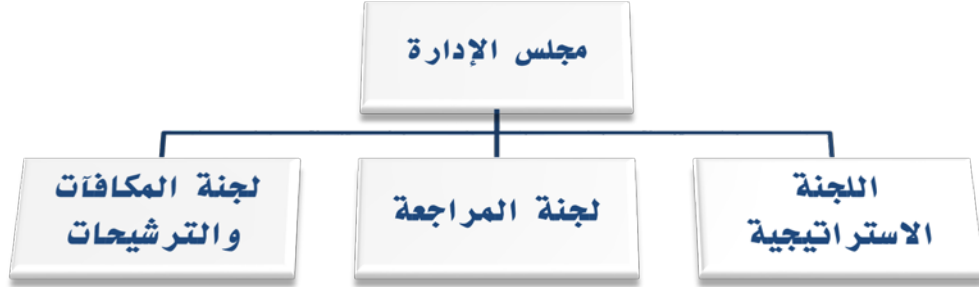 مجلس الإدارة
اللجنة
الاستراتيجية
لجنة المراجعة
لجنة المكافآت
والترشيحات